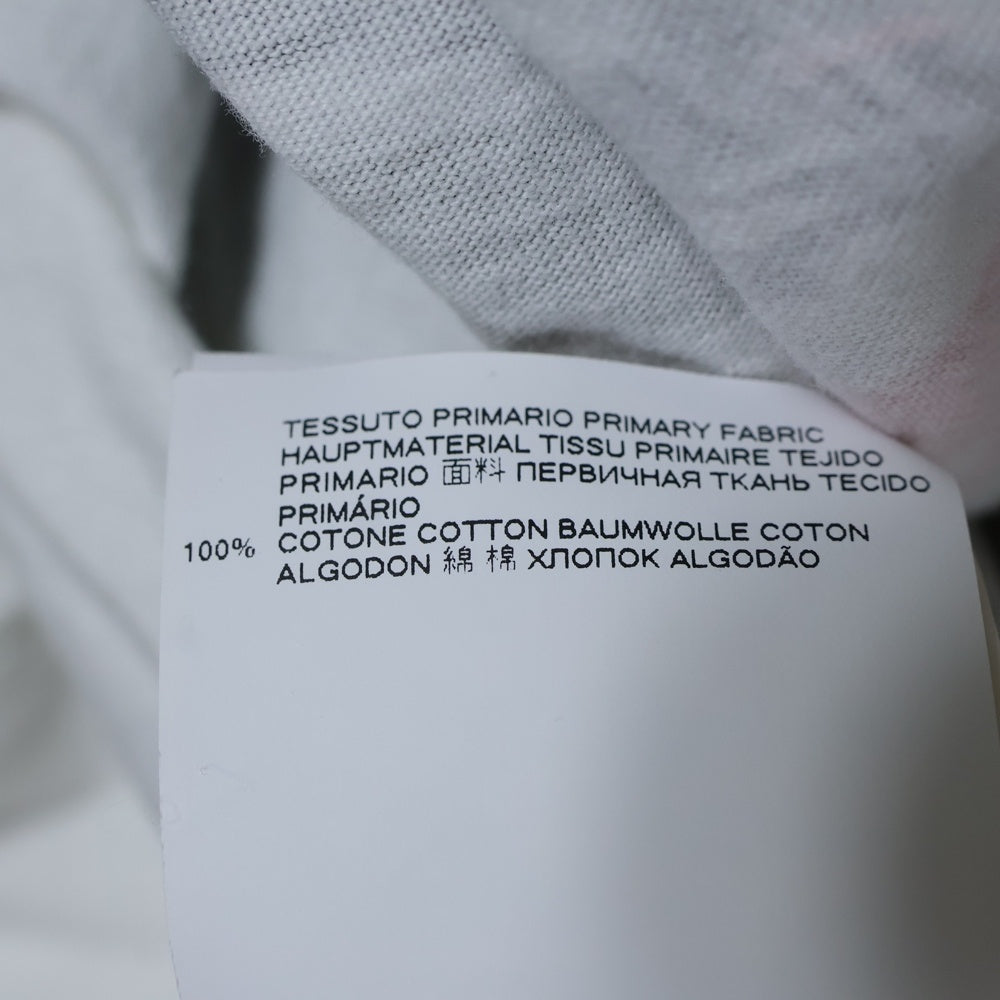 TESSUTO PRIMARIO PRIMARY FABRIC
HAUPTMATERIAL TISSU PRIMAIRE TEJIDO
PRIMARIO 面料 ПЕРВИЧНАЯ ТКАНЬ TECIDO
PRIMÁRIO
100% COTONE COTTON BAUMWOLLE COTON
ALGODON 綿 棉 ХЛОПОК ALGODÃO